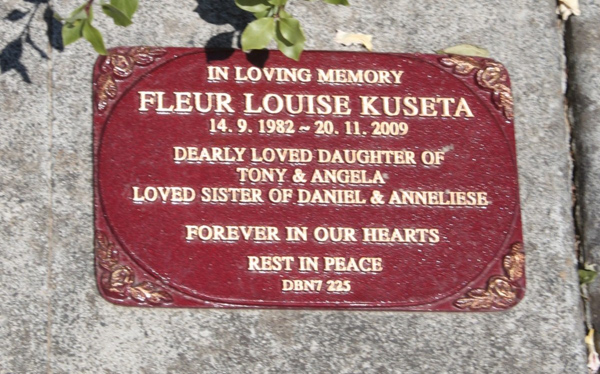 IN LOVING MEMORY
FLEUR LOUISE KUSETA
14. 9. 1982 ~ 20. 11. 2009
DEARLY LOVED DAUGHTER OF
TONY & ANGELA
LOVED SISTER OF DANIEL & ANNELIESE
FOREVER IN OUR HEARTS
REST IN PEACE
DBN7 225